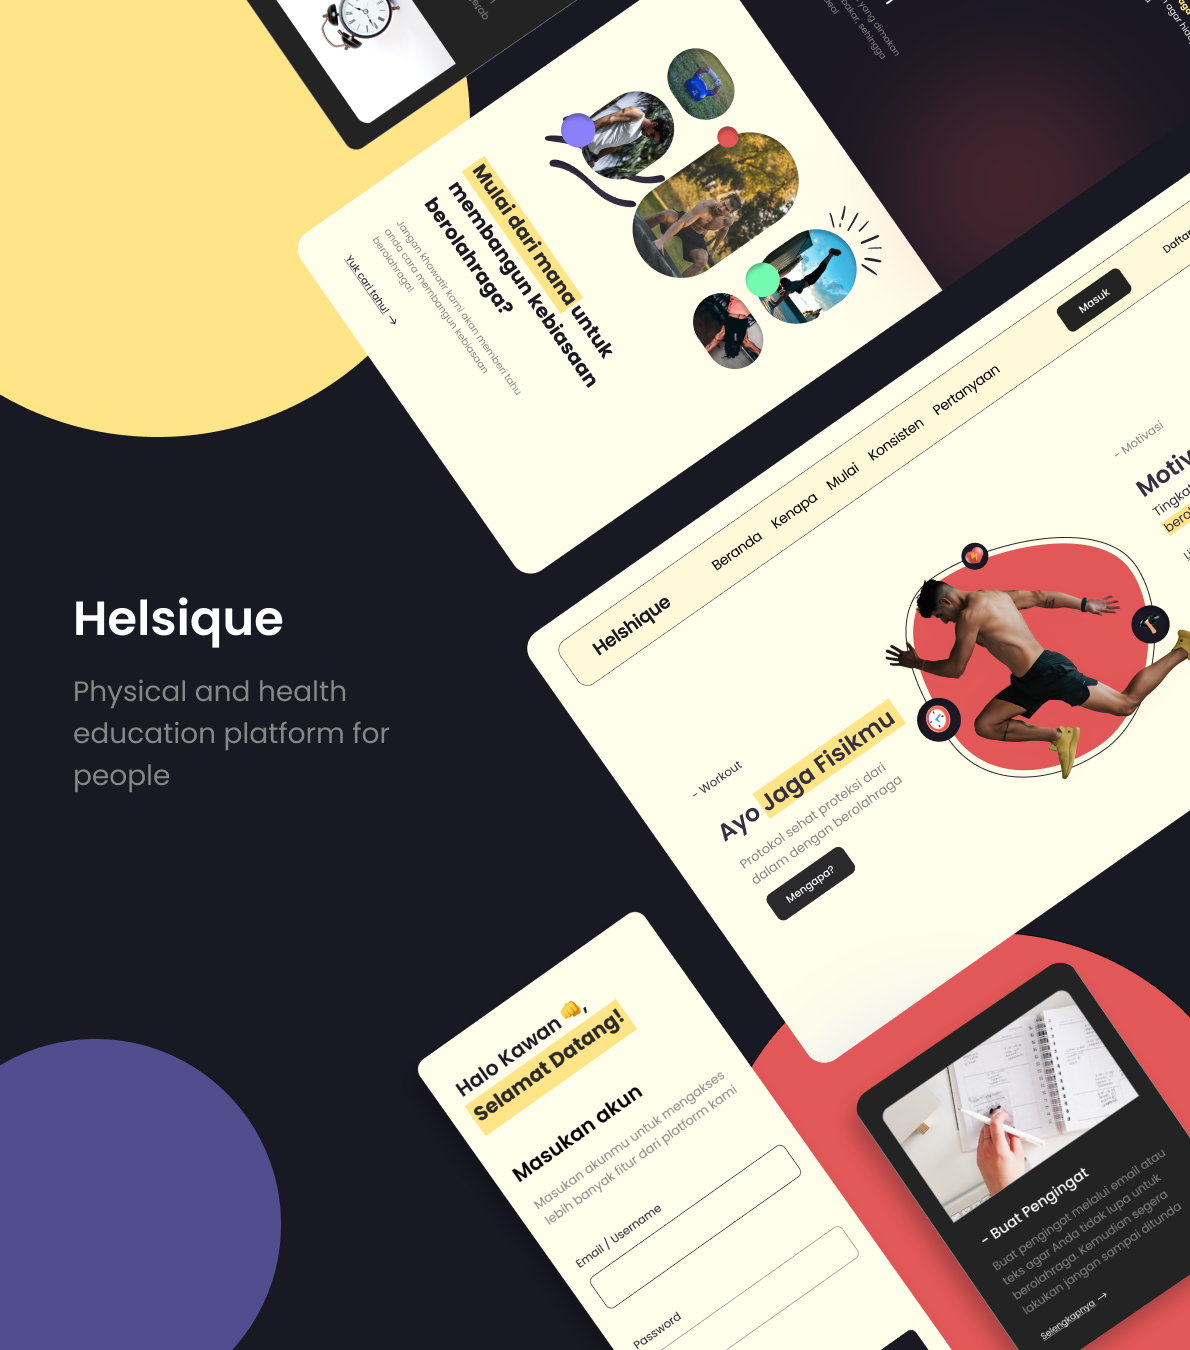 Helsique
Physical and health
education platform for
people
yang dimakan
bakar, sehingga
Mulai dari mana untuk
membangun kebiasaan
berolahraga?
Jangan khawatir kami akan memberi tahu
anda cara membangun kebiasaan
berolahraga!
Yuk cari tahu! →
Helshique
Beranda Kenapa Mulai Konsisten Pertanyaan
Masuk
Daftar
- Workout
Ayo Jaga Fisikmu
Protokol sehat proteksi dari
dalam dengan berolahraga
Mengapa?
- Motivasi
Halo Kawan 👊,
Selamat Datang!
Masukan akun
Masukan akunmu untuk mengakses
lebih banyak fitur dari platform kami
Email / Username
Password
- Buat Pengingat
Buat pengingat melalui email atau
teks agar Anda tidak lupa untuk
berolahraga. Kemudian segera
lakukan jangan sampai ditunda
Selengkapnya →